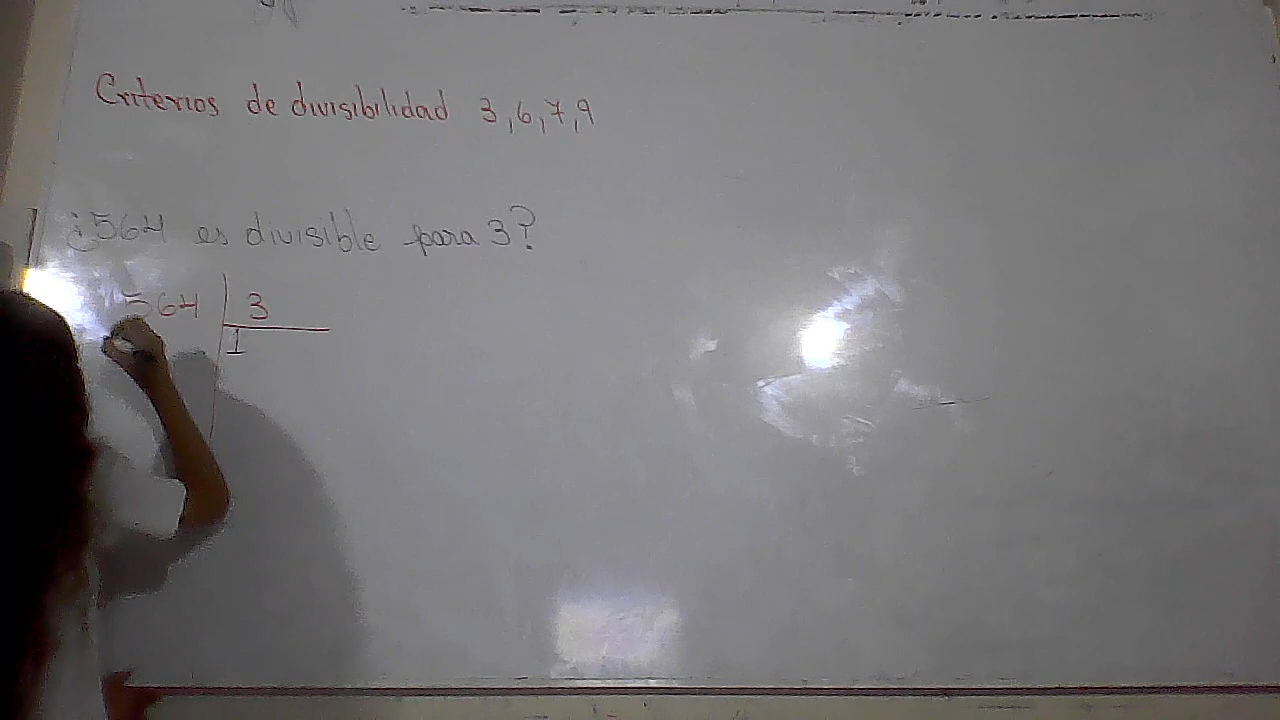 Criterios de divisibilidad 3,6,7,9
¿564 es divisible para 3?
564 3
1